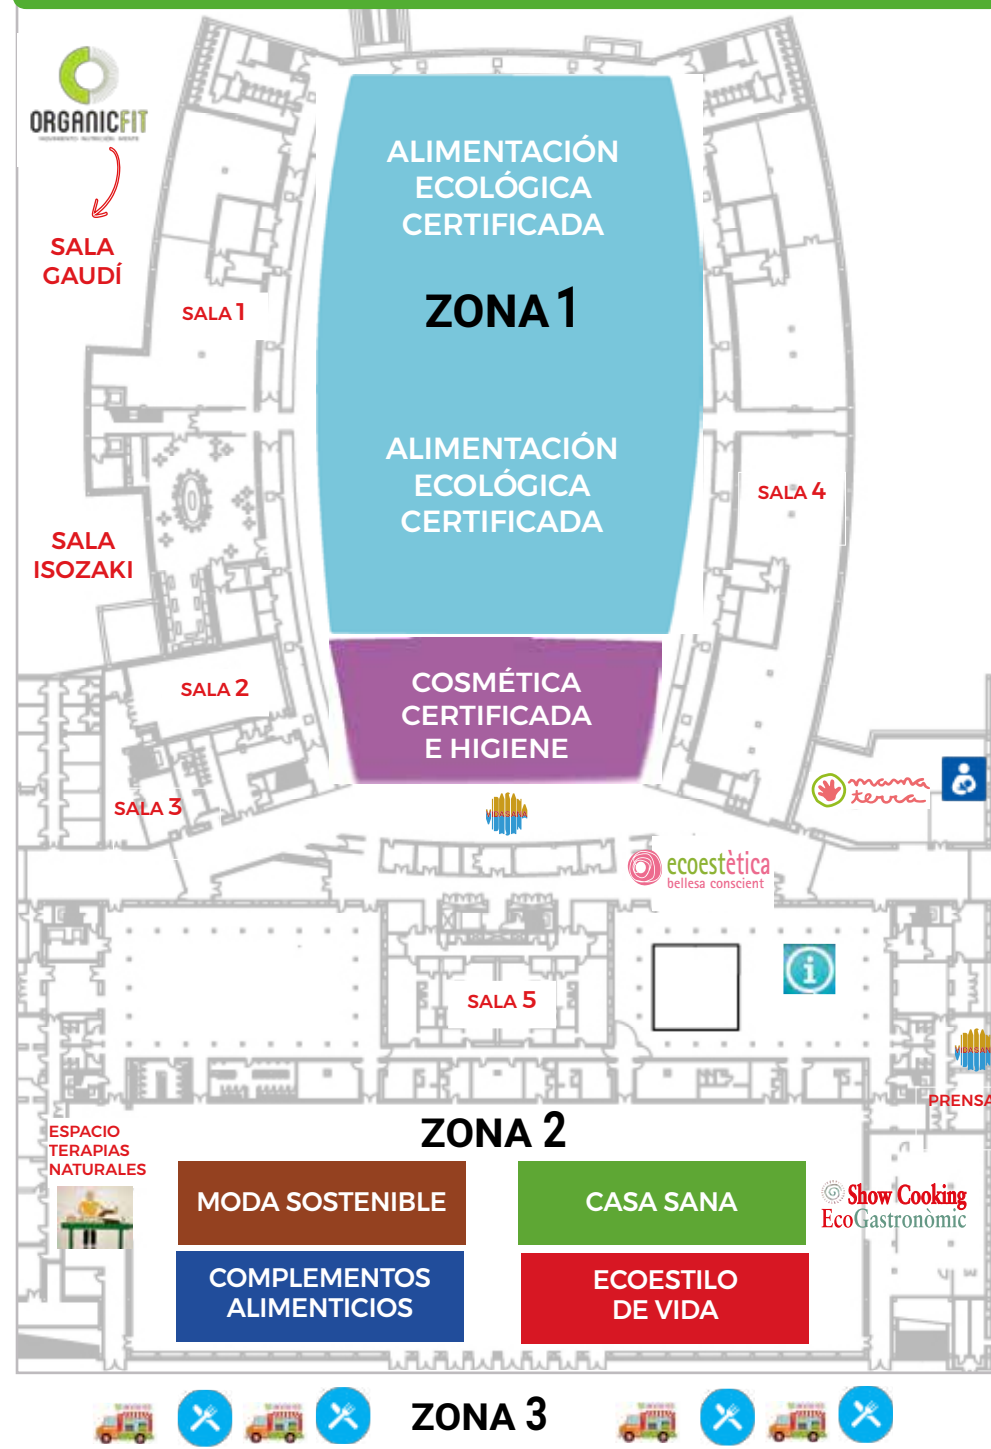 ORGANICFIT
SALA
GAUDÍ
ALIMENTACIÓN
ECOLÓGICA
CERTIFICADA
ZONA 1
SALA 1
ALIMENTACIÓN
ECOLÓGICA
CERTIFICADA
SALA 4
SALA
ISOZAKI
SALA 2
COSMÉTICA
CERTIFICADA
E HIGIENE
SALA 3
VIDASANA
mama
terra
ecoestètica
bellesa conscient
SALA 5
i
VIDASAN
PRENSA
ZONA 2
ESPACIO
TERAPIAS
NATURALES
MODA SOSTENIBLE
CASA SANA
Show Cooking
EcoGastronòmic
COMPLEMENTOS
ALIMENTICIOS
ECOESTILO
DE VIDA
ZONA 3